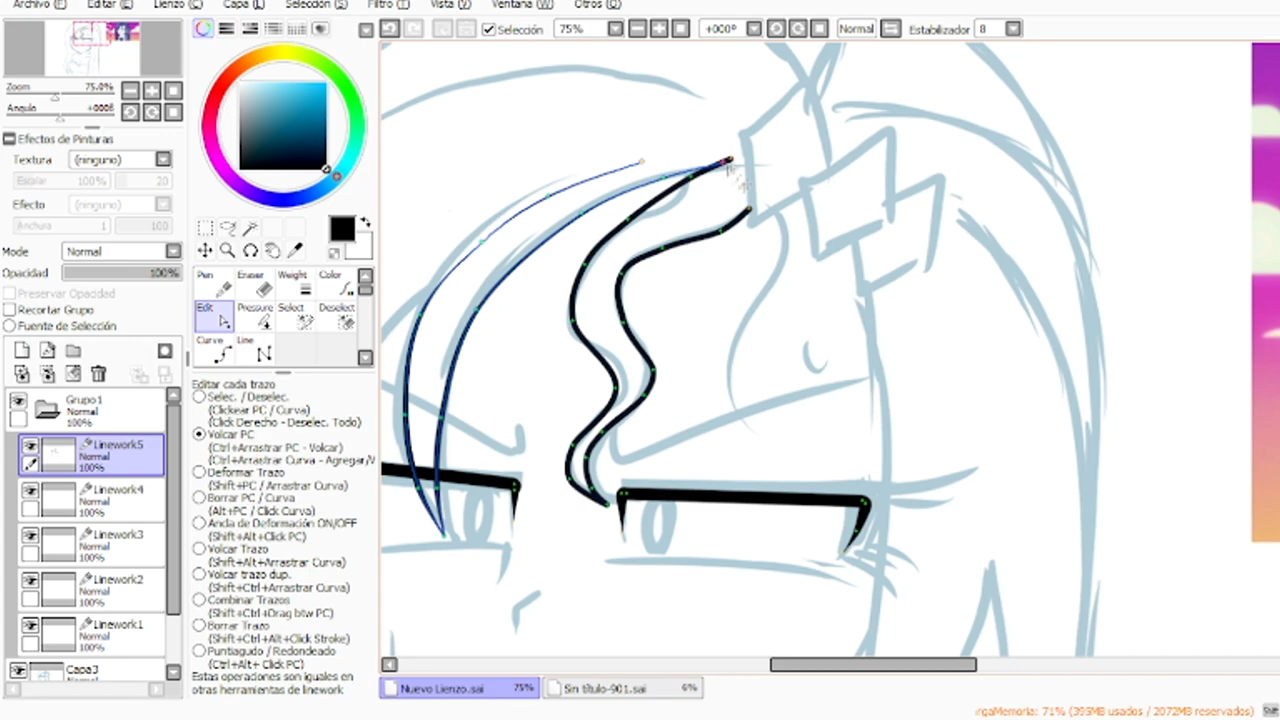 Archivo (F) Editar (E) Lienzo (C) Capa (L) Selección (S) Filtro (T) Vista (V) Ventana (W) Otros (O)
Selección 75% +000° Normal Estabilizador 8
Zoom 75.0%
Angulo +000°
Efectos de Pinturas
Textura (ninguno)
Escalar 100% 20
Efecto (ninguno)
Anchura 1 100
Mode Normal
Opacidad 100%
Preservar Opacidad
Recortar Grupo
Fuente de Selección
Grupo1
Normal
100%
Linework5
Normal
100%
Linework4
Normal
100%
Linework3
Normal
100%
Linework2
Normal
100%
Linework1
Normal
100%
Capa3
Pen Eraser Weight Color
Edit Pressure Select Deselect
Curve Line
Editar cada trazo
Selec. / Deselec.
(Clickear PC / Curva)
(Click Derecho - Deselec. Todo)
Volcar PC
(Ctrl+Arrastrar PC - Volcar)
(Ctrl+Arrastrar Curva - Agregar/V
Deformar Trazo
(Shift+PC / Arrastrar Curva)
Borrar PC / Curva
(Alt+PC / Click Curva)
Ancla de Deformación ON/OFF
(Shift+Alt+Click PC)
Volcar Trazo
(Shift+Alt+Arrastrar Curva)
Volcar trazo dup.
(Shift+Ctrl+Arrastrar Curva)
Combinar Trazos
(Shift+Ctrl+Drag btw PC)
Borrar Trazo
(Shift+Ctrl+Alt+Click Stroke)
Puntiagudo / Redondeado
(Ctrl+Alt+ Click PC)
Estas operaciones son iguales en
otras herramientas de linework
Nuevo Lienzo.sai 75% Sin título-901.sai 6%
rgaMemoria: 71% (395MB usados / 2072MB reservados)